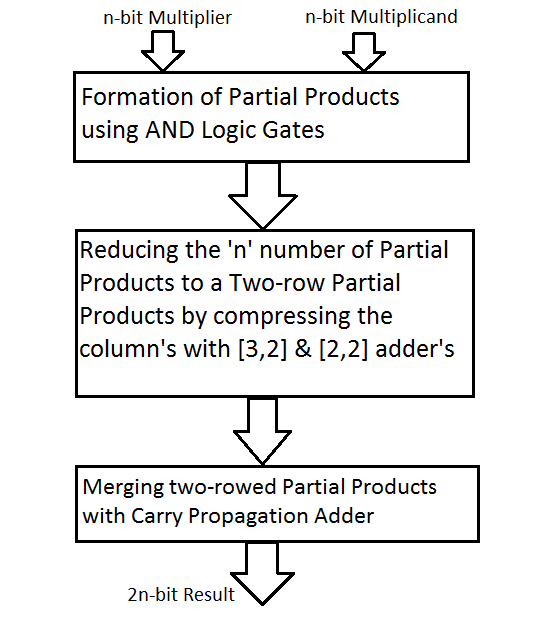 n-bit Multiplier
n-bit Multiplicand
Formation of Partial Products
using AND Logic Gates
Reducing the 'n' number of Partial
Products to a Two-row Partial
Products by compressing the
column's with [3,2] & [2,2] adder's
Merging two-rowed Partial Products
with Carry Propagation Adder
2n-bit Result